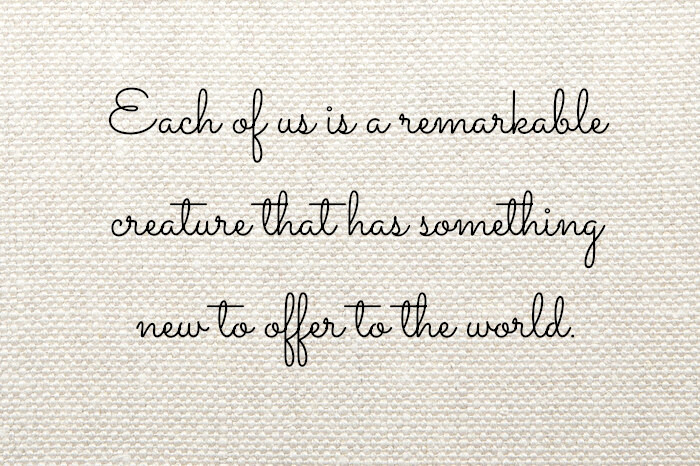 Each of us is a remarkable
creature that has something
new to offer to the world.